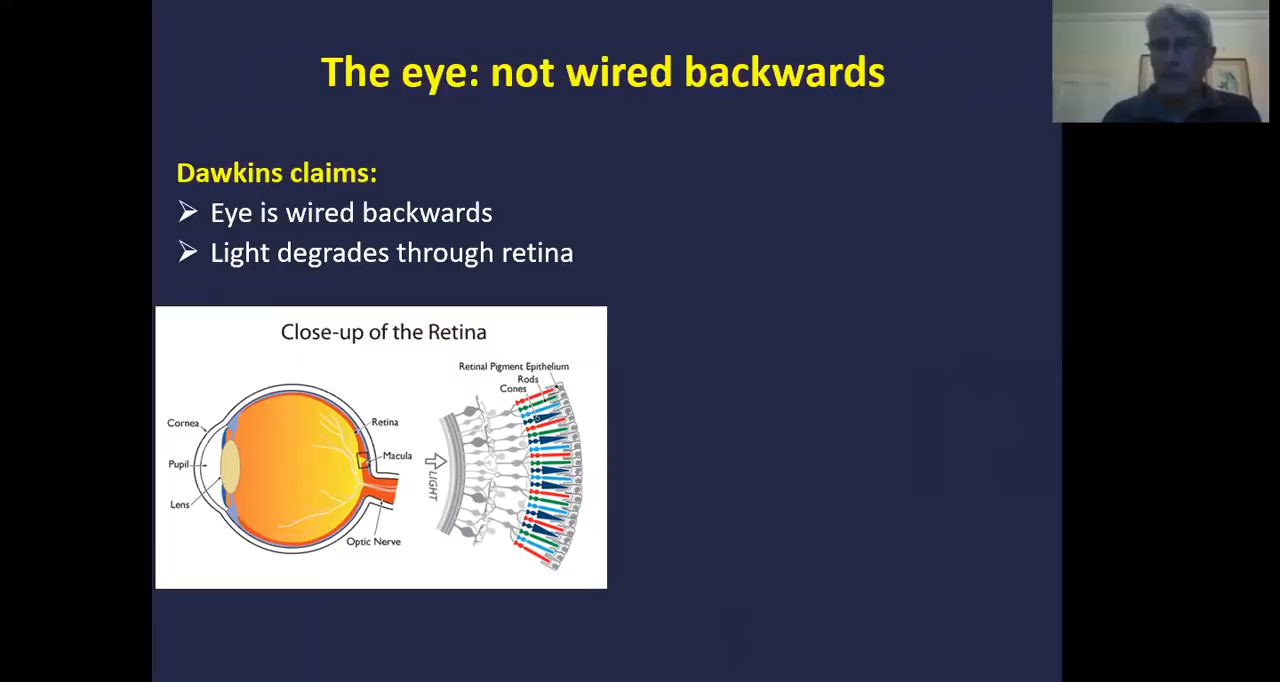 The eye: not wired backwards
Dawkins claims:
Eye is wired backwards
Light degrades through retina
Close-up of the Retina
Retinal Pigment Epithelium
Rods
Cones
Cornea
Pupil
Lens
Retina
Macula
Optic Nerve
LIGHT